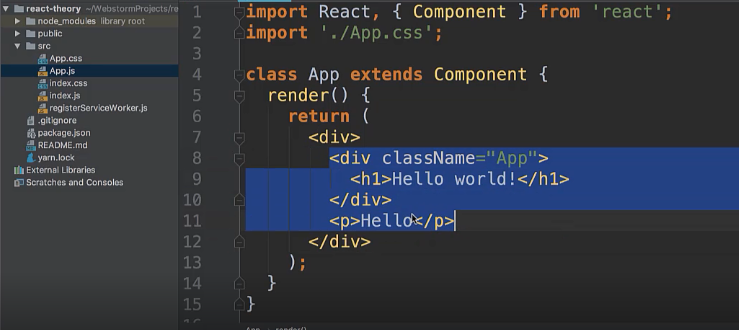 react-theory ~/WebstormProjects/re
node_modules library root
public
src
App.css
App.js
index.css
index.js
registerServiceWorker.js
.gitignore
package.json
README.md
yarn.lock
External Libraries
Scratches and Consoles
1 import React, { Component } from 'react';
2 import './App.css';
3
4 class App extends Component {
5 render() {
6 return (
7 <div>
8 <div className="App">
9 <h1>Hello world!</h1>
10 </div>
11 <p>Hello</p>
12 </div>
13 );
14 }
15 }
16
App render()